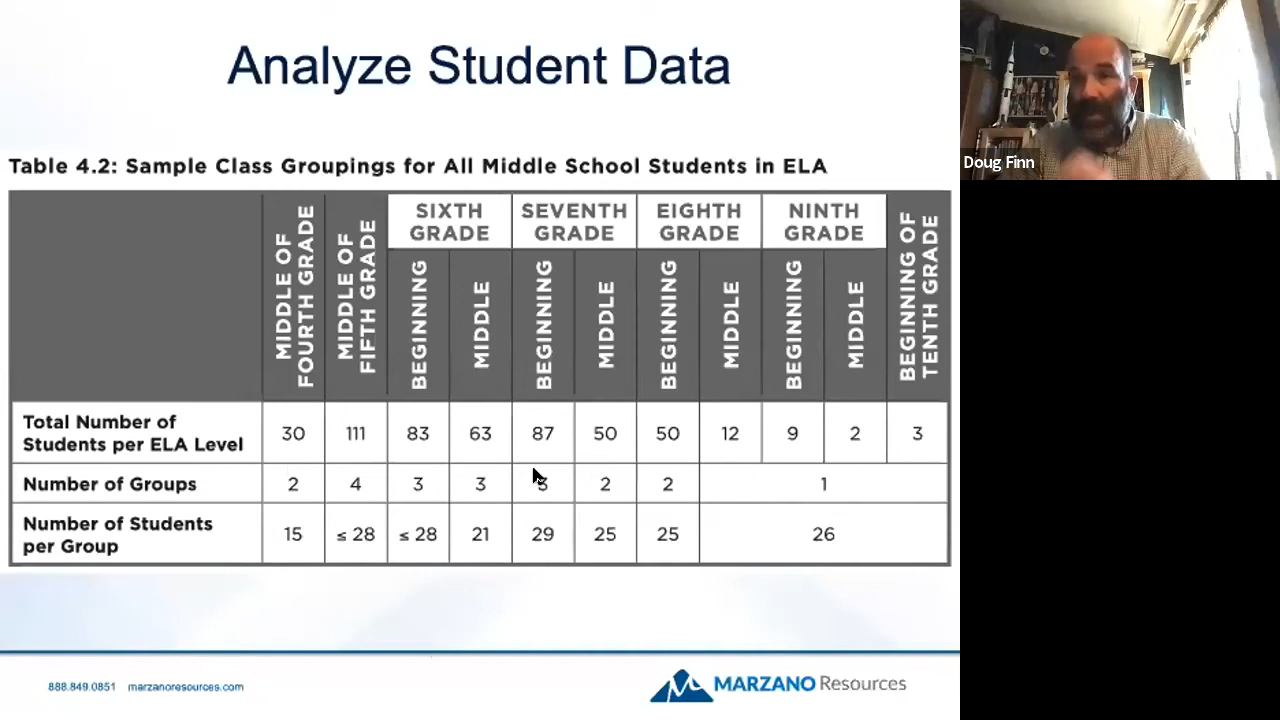 Analyze Student Data
Doug Finn
Table 4.2: Sample Class Groupings for All Middle School Students in ELA
MIDDLE OF
FOURTH GRADE
MIDDLE OF
FIFTH GRADE
SIXTH
GRADE
BEGINNING
MIDDLE
SEVENTH
GRADE
BEGINNING
MIDDLE
EIGHTH
GRADE
BEGINNING
MIDDLE
NINTH
GRADE
BEGINNING
MIDDLE
BEGINNING OF
TENTH GRADE
Total Number of
Students per ELA Level
30 111 83 63 87 50 50 12 9 2 3
Number of Groups 2 4 3 3 3 2 2 1
Number of Students
per Group
15 ≤ 28 ≤ 28 21 29 25 25 26
888.849.0851 marzanoresources.com
MARZANO Resources